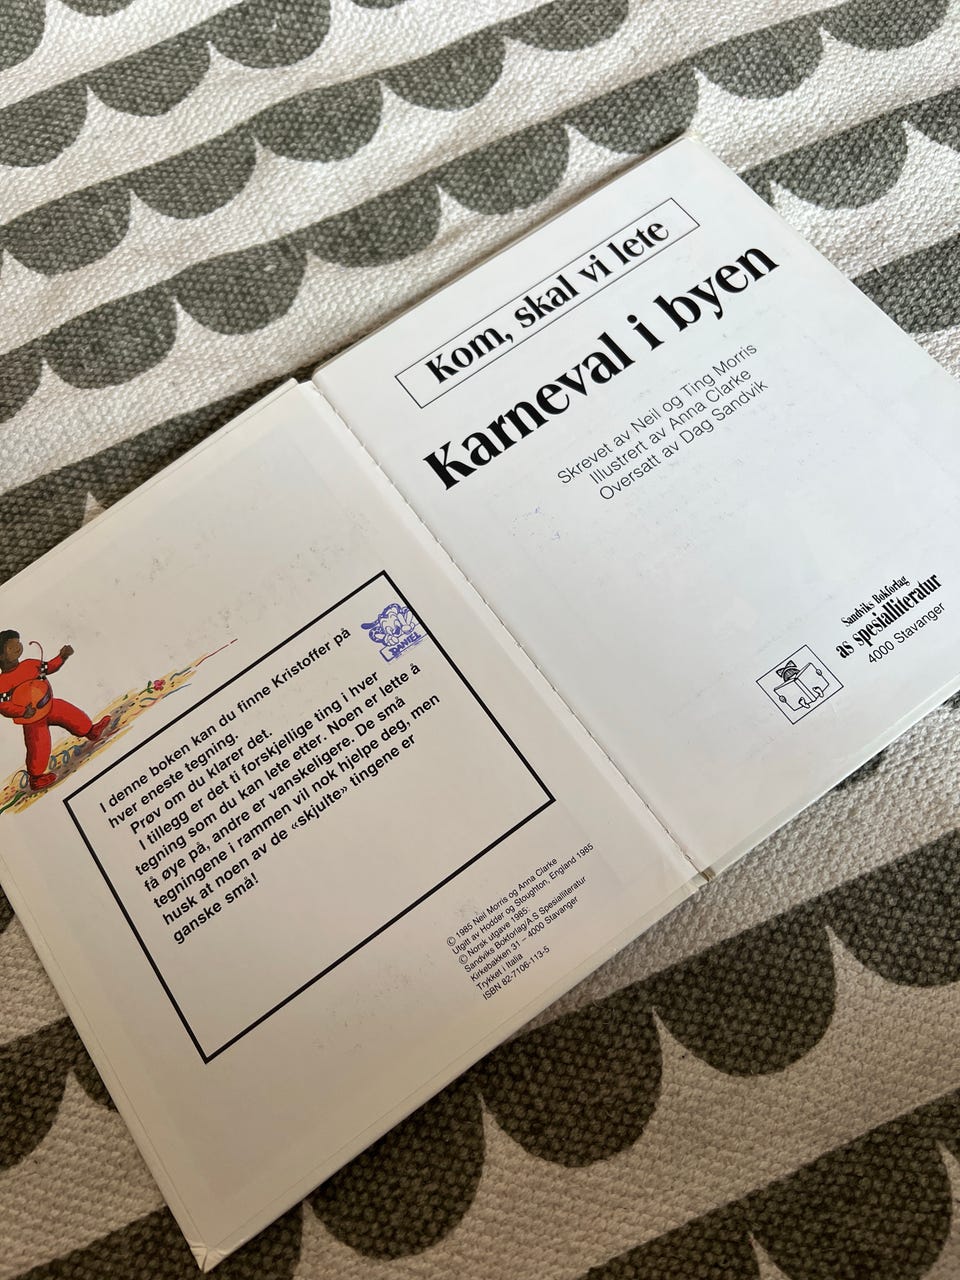 I denne boken kan du finne Kristoffer på
hver eneste tegning.
Prøv om du klarer det.
I tillegg er det ti forskjellige ting i hver
tegning som du kan lete etter. Noen er lette å
få øye på, andre er vanskeligere. De små
tegningene i rammen vil nok hjelpe deg, men
husk at noen av de «skjulte» tingene er
ganske små!
DANIEL
© 1985 Neil Morris og Anna Clarke
Utgitt av Hodder og Stoughton, England 1985
© Norsk utgave 1985:
Sandviks Bokforlag/A.S Spesialliteratur
Kirkebakken 31 – 4000 Stavanger
Trykket i Italia
ISBN 82-7106-113-5
Kom, skal vi lete
Karneval i byen
Skrevet av Neil og Ting Morris
Illustrert av Anna Clarke
Oversatt av Dag Sandvik
Sandviks Bokforlag
as spesialliteratur
4000 Stavanger